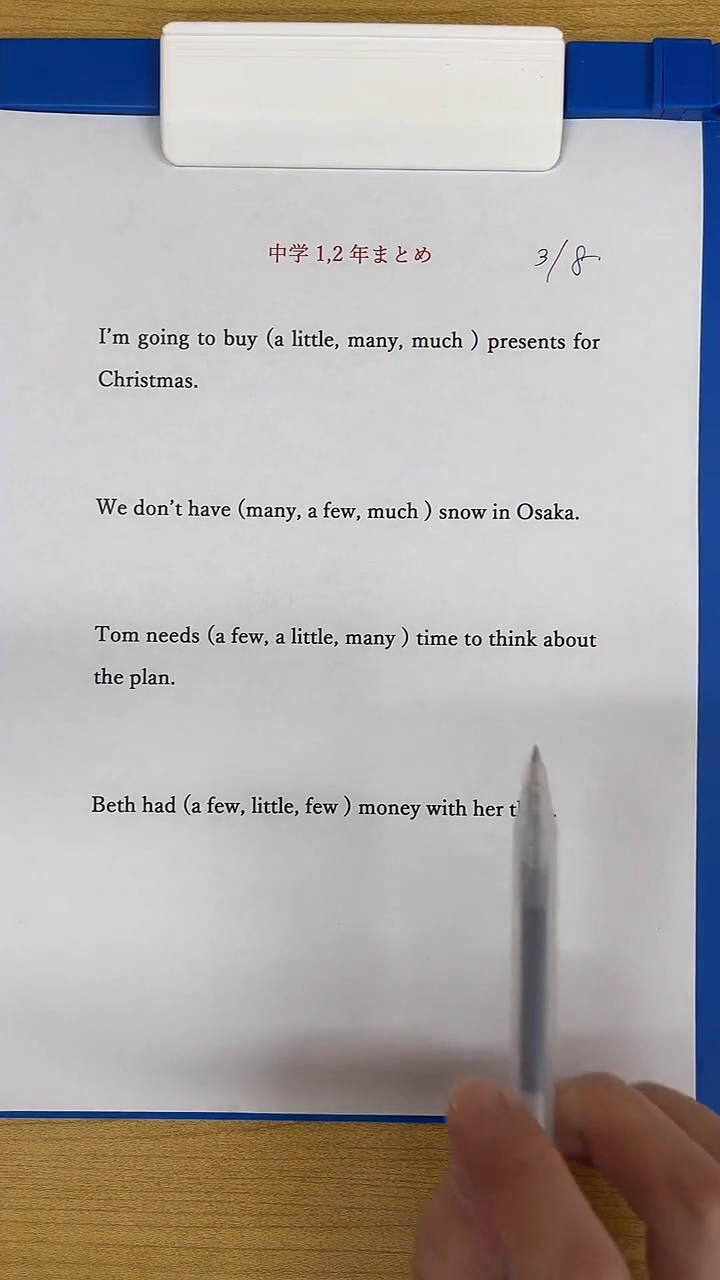 中学 1,2 年まとめ 3/8.
I'm going to buy (a little, many, much ) presents for
Christmas.
We don't have (many, a few, much ) snow in Osaka.
Tom needs (a few, a little, many ) time to think about
the plan.
Beth had (a few, little, few ) money with her